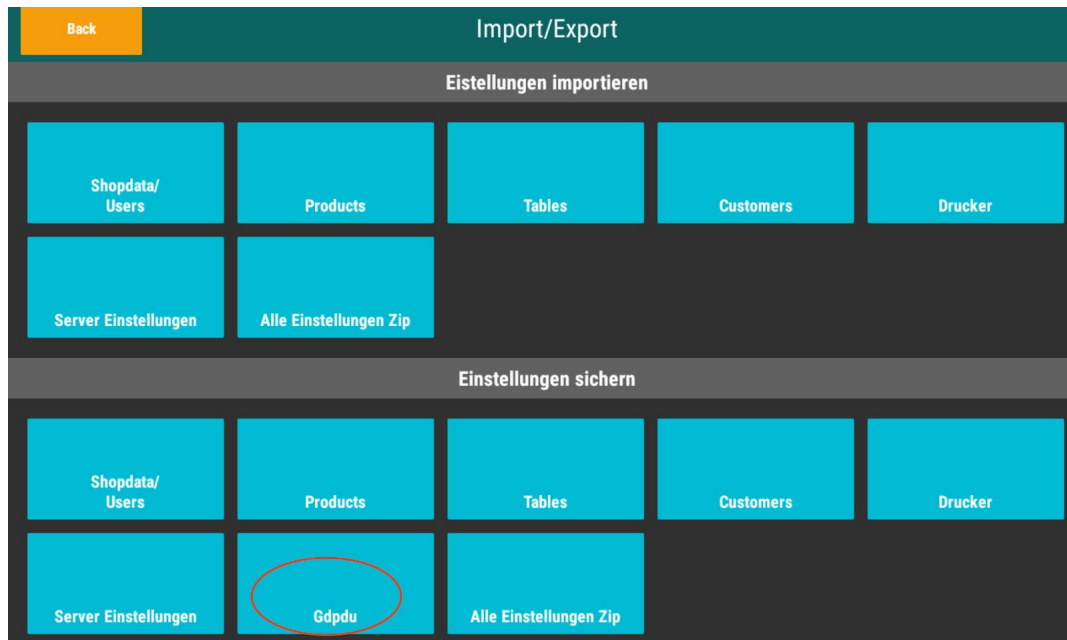 Back
Import/Export
Eistellungen importieren
Shopdata/
Users
Products
Tables
Customers
Drucker
Server Einstellungen
Alle Einstellungen Zip
Einstellungen sichern
Shopdata/
Users
Products
Tables
Customers
Drucker
Server Einstellungen
Gdpdu
Alle Einstellungen Zip